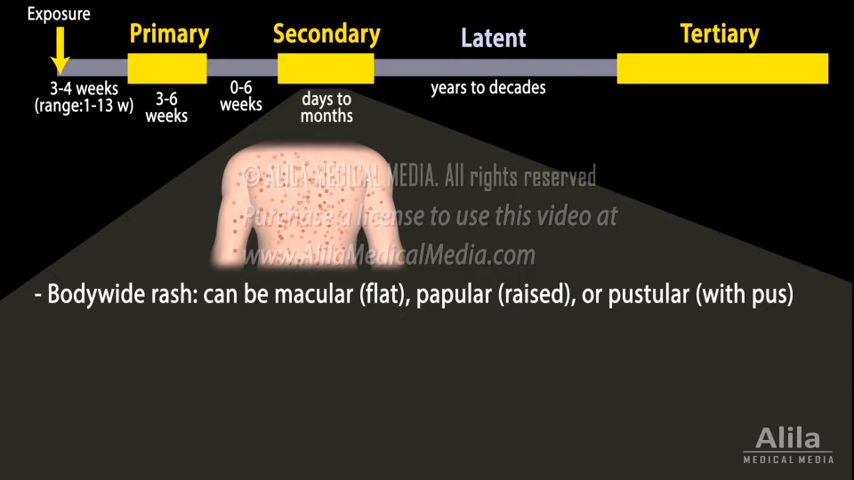 Exposure
Primary
Secondary
Latent
Tertiary
3-4 weeks
(range:1-13 w)
3-6
weeks
0-6
weeks
days to
months
years to decades
© ALILA MEDICAL MEDIA. All rights reserved
Purchase a license to use this video at
www.AlilaMedicalMedia.com
- Bodywide rash: can be macular (flat), papular (raised), or pustular (with pus)
Alila
MEDICAL MEDIA